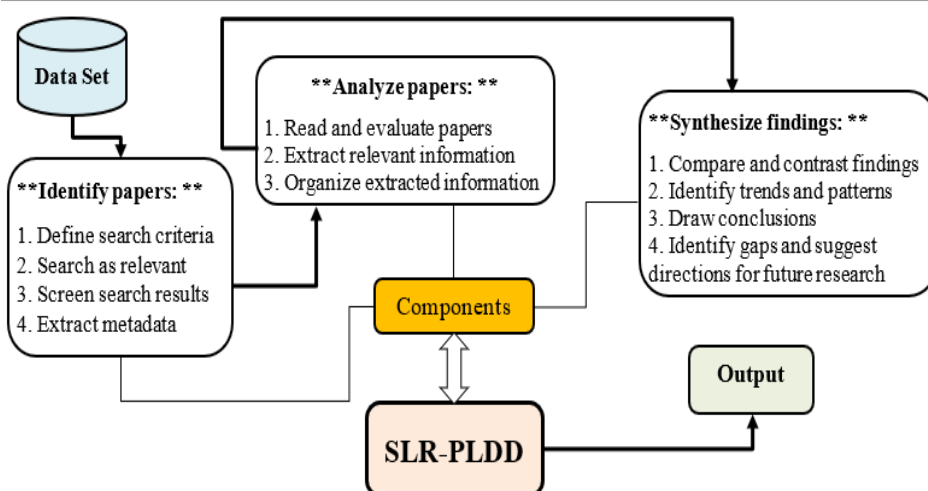 Data Set
**Identify papers: **
1. Define search criteria
2. Search as relevant
3. Screen search results
4. Extract metadata
**Analyze papers: **
1. Read and evaluate papers
2. Extract relevant information
3. Organize extracted information
**Synthesize findings: **
1. Compare and contrast findings
2. Identify trends and patterns
3. Draw conclusions
4. Identify gaps and suggest
directions for future research
Components
SLR-PLDD
Output